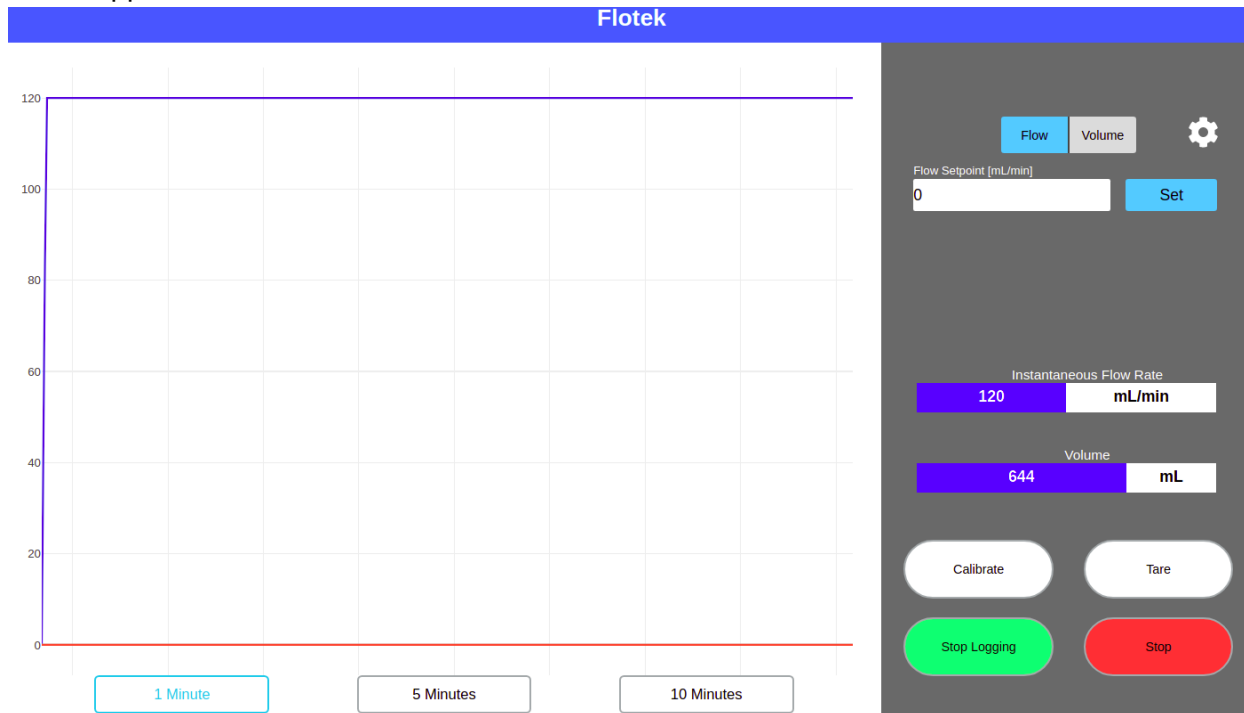 Flotek
120
100
80
60
40
20
0
1 Minute
5 Minutes
10 Minutes
Flow
Volume
Flow Setpoint [mL/min]
0
Set
Instantaneous Flow Rate
120
mL/min
Volume
644
mL
Calibrate
Tare
Stop Logging
Stop